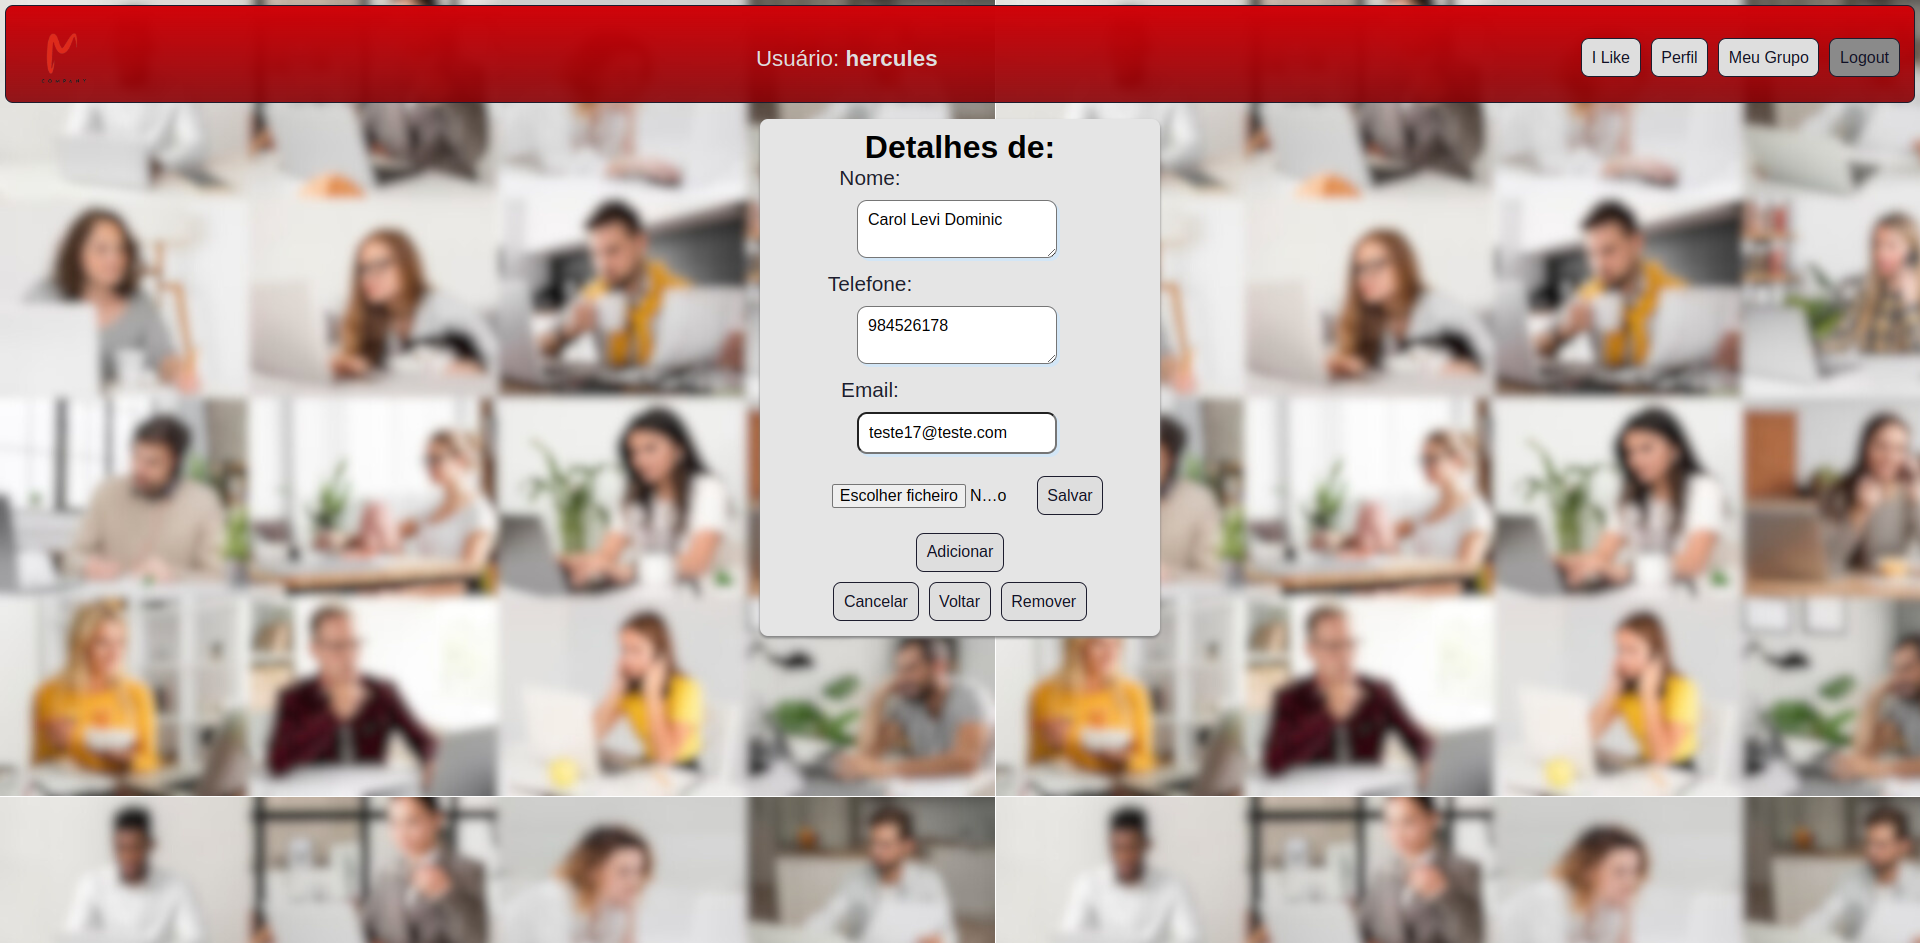 COMPANY
Usuário: hercules
I Like
Perfil
Meu Grupo
Logout
Detalhes de:
Nome:
Carol Levi Dominic
Telefone:
984526178
Email:
teste17@teste.com
Escolher ficheiro N…o
Salvar
Adicionar
Cancelar
Voltar
Remover